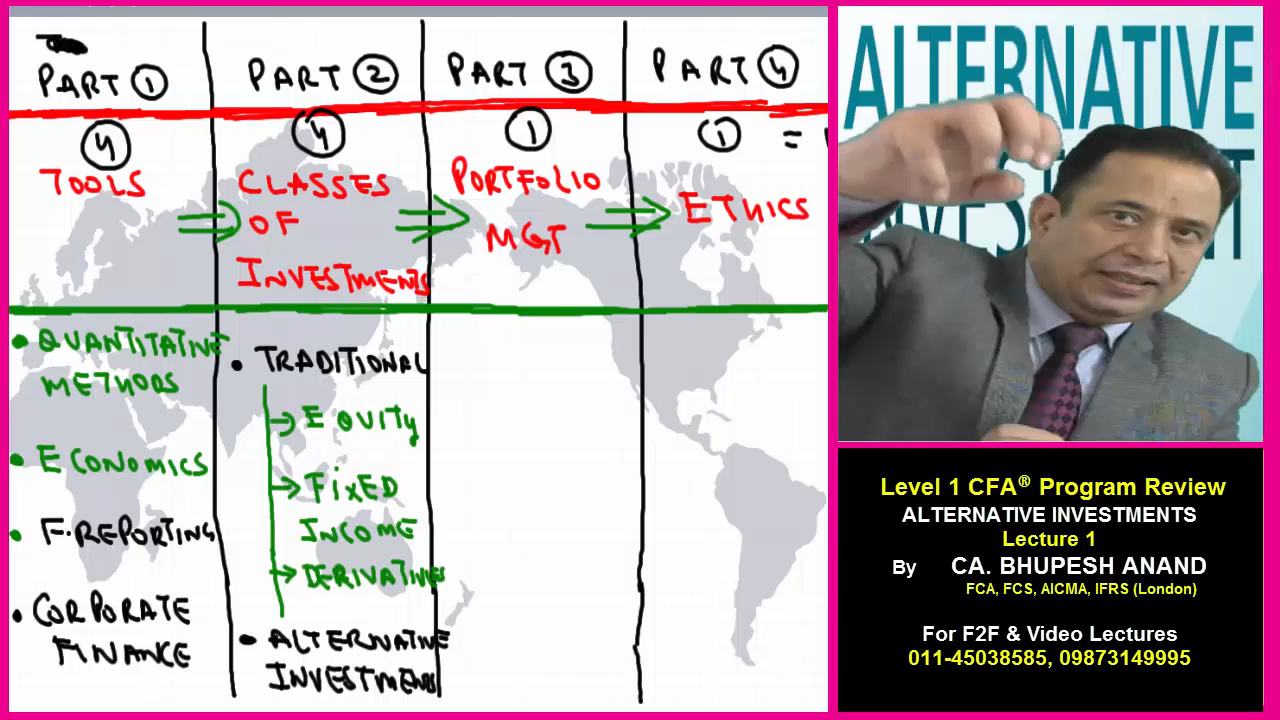 PART ①
PART ②
PART ③
PART ④
④
④
①
① =
TOOLS
CLASSES
OF
INVESTMENTS
PORTFOLIO
MGT
ETHICS
• QUANTITATIVE
METHODS
• ECONOMICS
• F. REPORTING
• CORPORATE
FINANCE
• TRADITIONAL
EQUITY
FIXED
INCOME
DERIVATIVES
• ALTERNATIVE
INVESTMENTS
ALTERNATIVE
INVESTMENT
Level 1 CFA® Program Review
ALTERNATIVE INVESTMENTS
Lecture 1
By CA. BHUPESH ANAND
FCA, FCS, AICMA, IFRS (London)
For F2F & Video Lectures
011-45038585, 09873149995